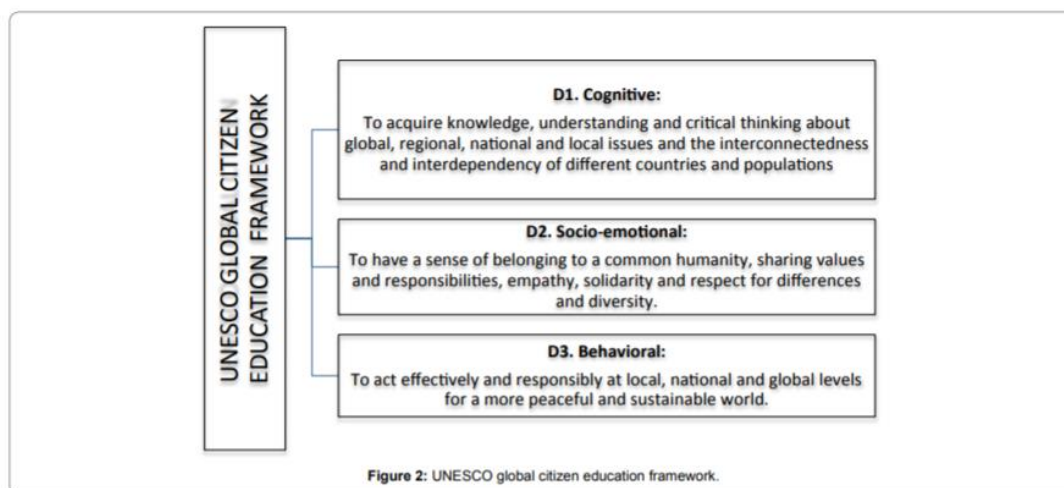 UNESCO GLOBAL CITIZEN
EDUCATION FRAMEWORK
D1. Cognitive:
To acquire knowledge, understanding and critical thinking about
global, regional, national and local issues and the interconnectedness
and interdependency of different countries and populations
D2. Socio-emotional:
To have a sense of belonging to a common humanity, sharing values
and responsibilities, empathy, solidarity and respect for differences
and diversity.
D3. Behavioral:
To act effectively and responsibly at local, national and global levels
for a more peaceful and sustainable world.
Figure 2: UNESCO global citizen education framework.